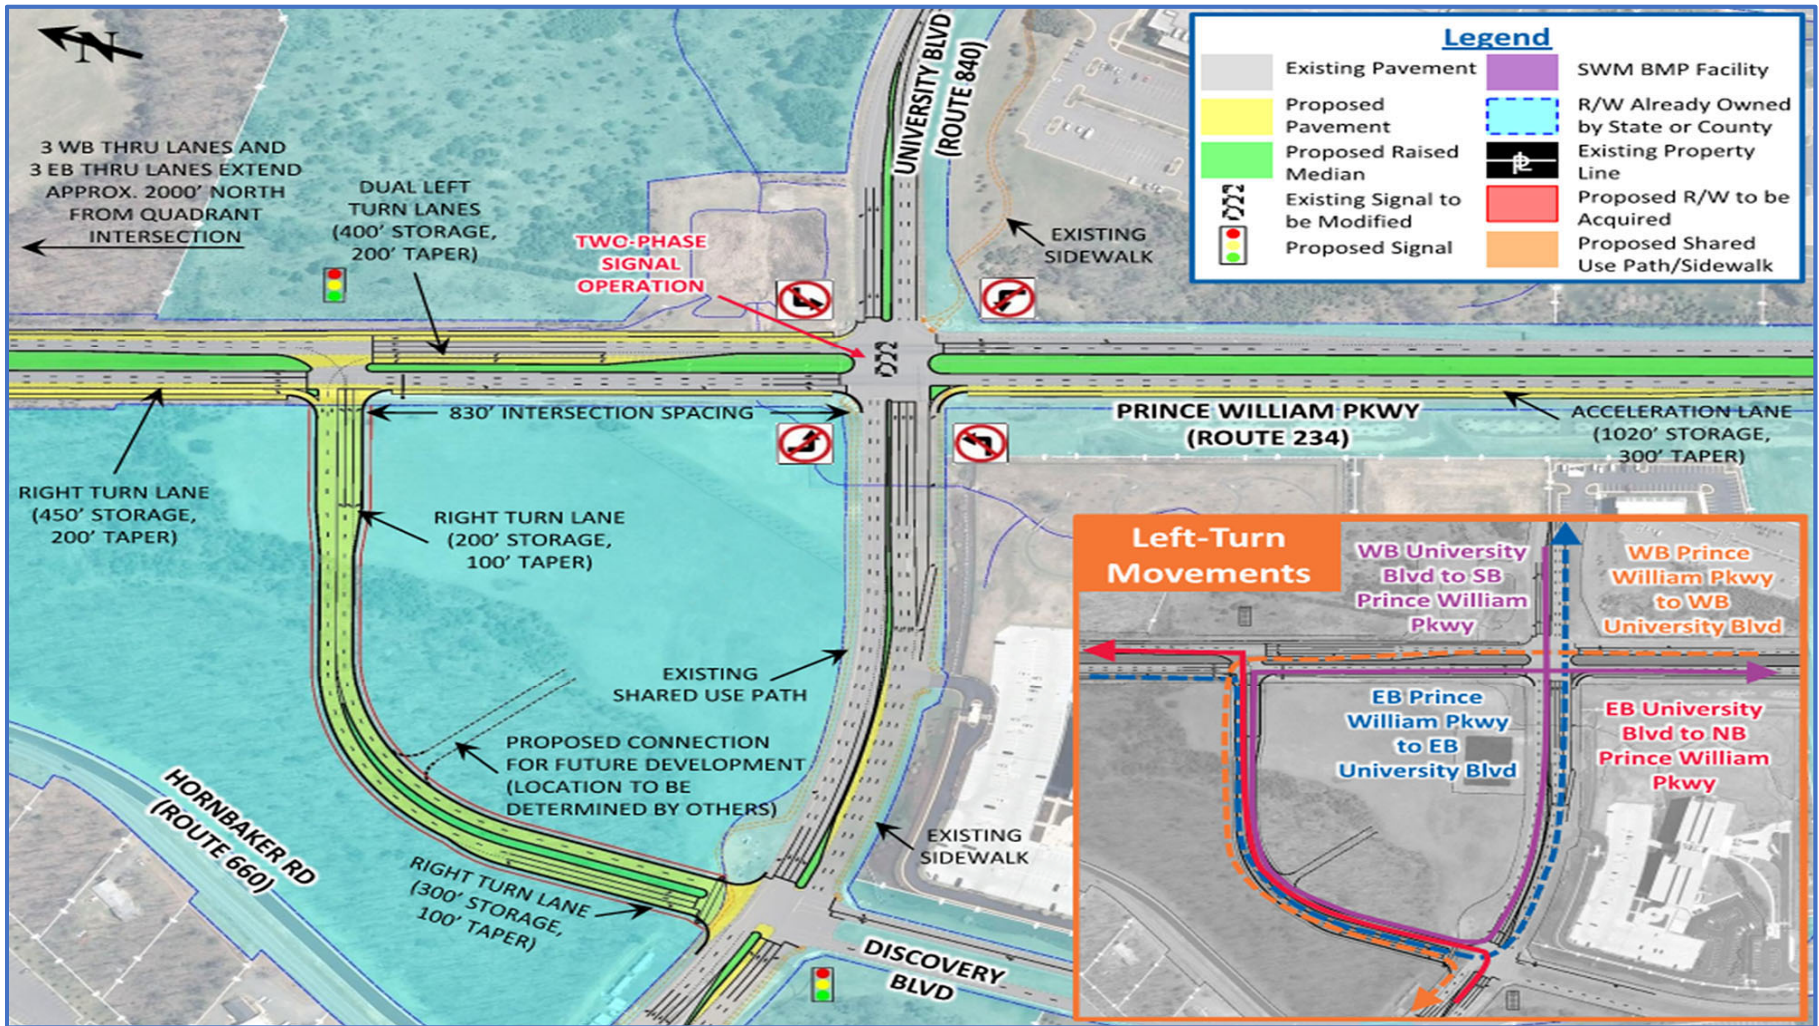 N
3 WB THRU LANES AND
3 EB THRU LANES EXTEND
APPROX. 2000' NORTH
FROM QUADRANT
INTERSECTION
DUAL LEFT
TURN LANES
(400' STORAGE,
200' TAPER)
TWO-PHASE
SIGNAL
OPERATION
UNIVERSITY BLVD
(ROUTE 840)
EXISTING
SIDEWALK
Legend
Existing Pavement
Proposed
Pavement
Proposed Raised
Median
Existing Signal to
be Modified
Proposed Signal
SWM BMP Facility
R/W Already Owned
by State or County
Existing Property
Line
Proposed R/W to be
Acquired
Proposed Shared
Use Path/Sidewalk
830' INTERSECTION SPACING
PRINCE WILLIAM PKWY
(ROUTE 234)
ACCELERATION LANE
(1020' STORAGE,
300' TAPER)
RIGHT TURN LANE
(450' STORAGE,
200' TAPER)
RIGHT TURN LANE
(200' STORAGE,
100' TAPER)
EXISTING
SHARED USE PATH
PROPOSED CONNECTION
FOR FUTURE DEVELOPMENT
(LOCATION TO BE
DETERMINED BY OTHERS)
HORNBAKER RD
(ROUTE 660)
RIGHT TURN LANE
(300' STORAGE,
100' TAPER)
EXISTING
SIDEWALK
DISCOVERY
BLVD
Left-Turn
Movements
WB University
Blvd to SB
Prince William
Pkwy
WB Prince
William Pkwy
to WB
University Blvd
EB Prince
William Pkwy
to EB
University Blvd
EB University
Blvd to NB
Prince William
Pkwy